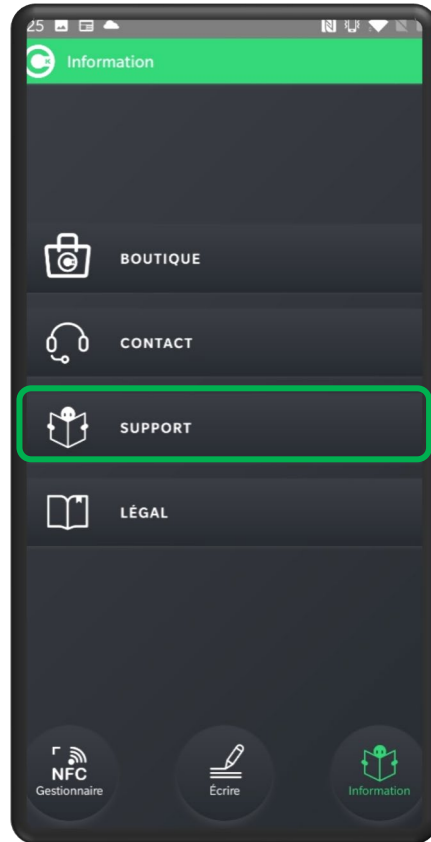 25
Information
BOUTIQUE
CONTACT
SUPPORT
LÉGAL
NFC
Gestionnaire
Écrire
Information